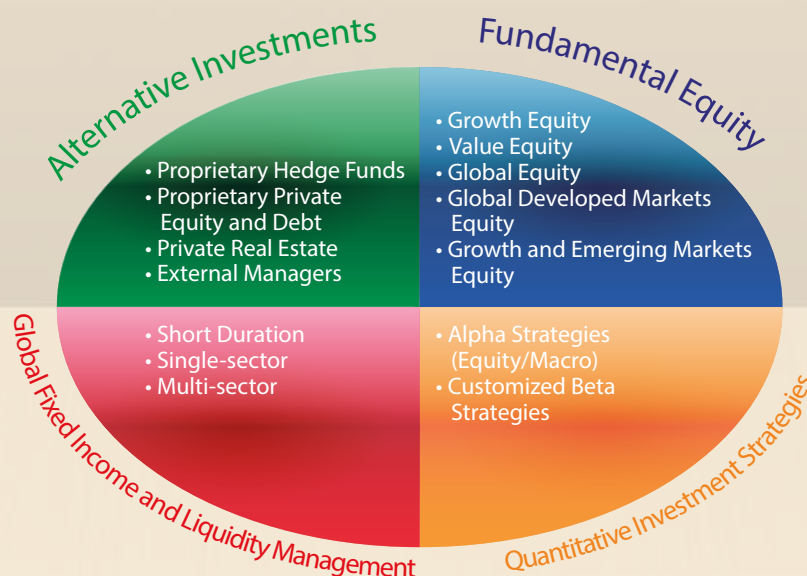 Alternative Investments
• Proprietary Hedge Funds
• Proprietary Private
Equity and Debt
• Private Real Estate
• External Managers
Fundamental Equity
• Growth Equity
• Value Equity
• Global Equity
• Global Developed Markets
Equity
• Growth and Emerging Markets
Equity
Global Fixed Income and Liquidity Management
• Short Duration
• Single-sector
• Multi-sector
Quantitative Investment Strategies
• Alpha Strategies
(Equity/Macro)
• Customized Beta
Strategies